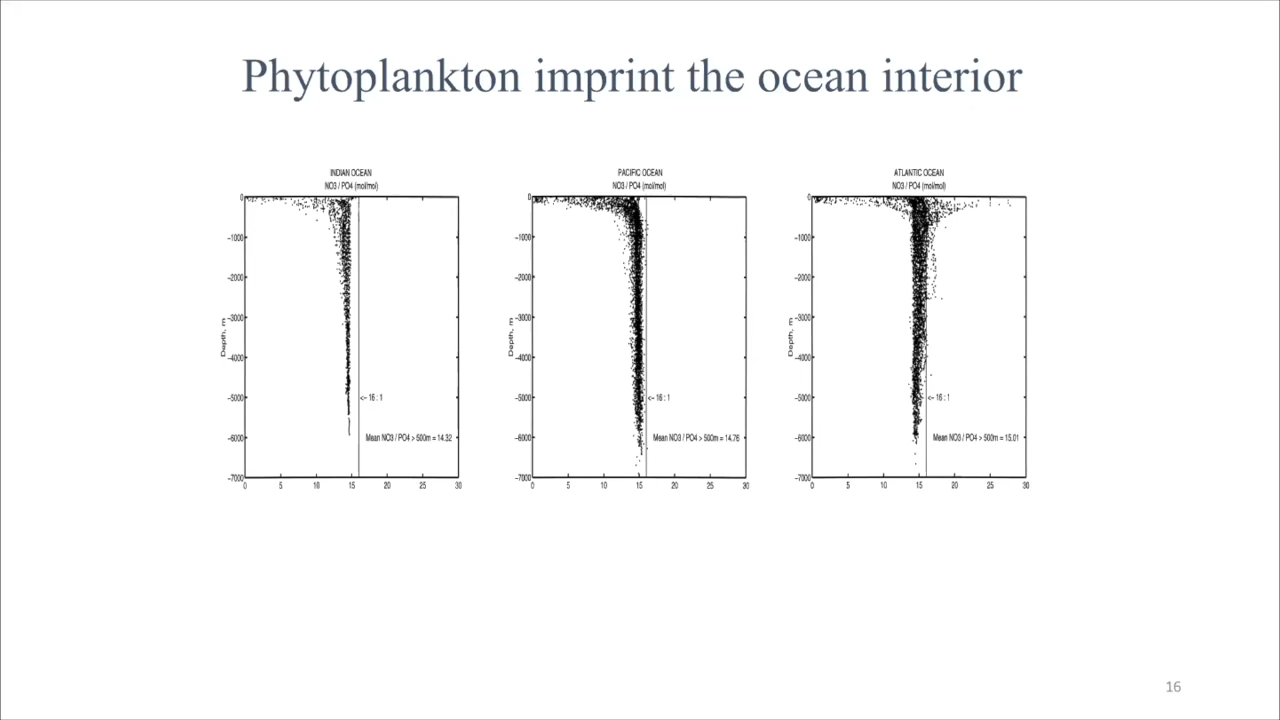 Phytoplankton imprint the ocean interior
INDIAN OCEAN
NO3 / PO4 (mol/mol)
0
-1000
-2000
-3000
-4000
-5000
-6000
-7000
Depth, m
<- 16 : 1
Mean NO3 / PO4 > 500m = 14.32
0 5 10 15 20 25 30
PACIFIC OCEAN
NO3 / PO4 (mol/mol)
0
-1000
-2000
-3000
-4000
-5000
-6000
-7000
Depth, m
<- 16 : 1
Mean NO3 / PO4 > 500m = 14.76
0 5 10 15 20 25 30
ATLANTIC OCEAN
NO3 / PO4 (mol/mol)
0
-1000
-2000
-3000
-4000
-5000
-6000
-7000
Depth, m
<- 16 : 1
Mean NO3 / PO4 > 500m = 15.01
0 5 10 15 20 25 30
16